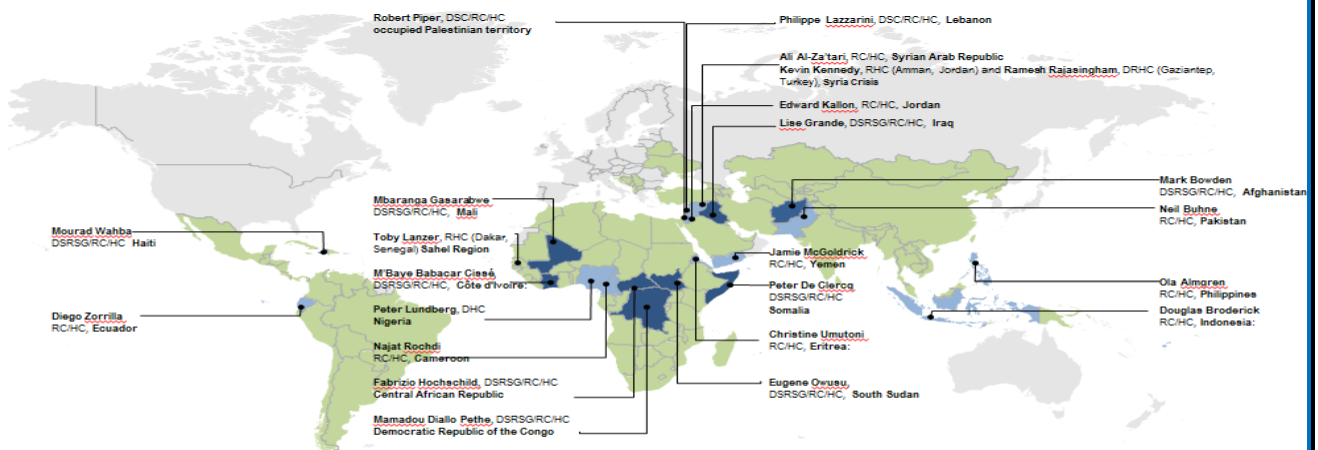 Robert Piper, DSC/RC/HC
occupied Palestinian territory
Philippe Lazzarini, DSC/RC/HC, Lebanon
Ali Al-Za'tari, RC/HC, Syrian Arab Republic
Kevin Kennedy, RHC (Amman, Jordan) and Ramesh Rajasingham, DRHC (Gaziantep,
Turkey), Syria Crisis
Edward Kallon, RC/HC, Jordan
Lise Grande, DSRSG/RC/HC, Iraq
Mark Bowden
DSRSG/RC/HC, Afghanistan
Neil Buhne
RC/HC, Pakistan
Mbaranga Gasarabwe
DSRSG/RC/HC, Mali
Mourad Wahba
DSRSG/RC/HC Haiti
Toby Lanzer, RHC (Dakar,
Senegal) Sahel Region
Jamie McGoldrick
RC/HC, Yemen
M'Baye Babacar Cissé,
DSRSG/RC/HC, Côte d'Ivoire:
Peter De Clercq
DSRSG/RC/HC
Somalia
Ola Almgren
RC/HC, Philippines
Diego Zorrilla
RC/HC, Ecuador
Peter Lundberg, DHC
Nigeria
Douglas Broderick
RC/HC, Indonesia:
Christine Umutoni
RC/HC, Eritrea:
Najat Rochdi
RC/HC, Cameroon
Fabrizio Hochschild, DSRSG/RC/HC
Central African Republic
Eugene Owusu,
DSRSG/RC/HC, South Sudan
Mamadou Diallo Pethe, DSRSG/RC/HC
Democratic Republic of the Congo